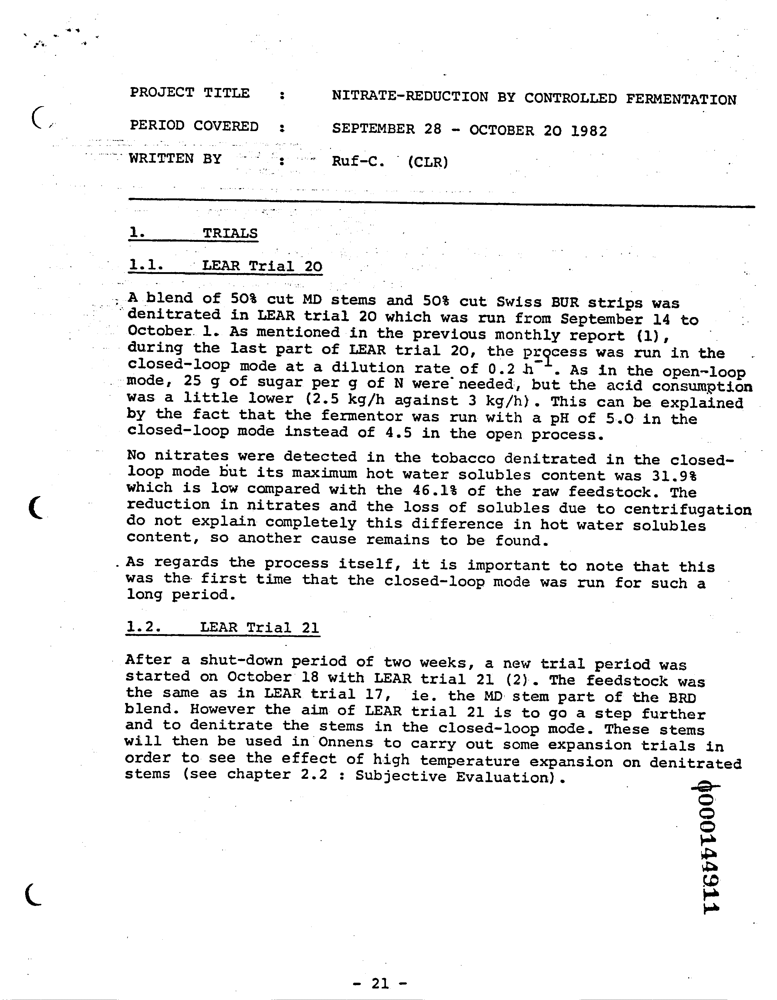 PROJECT TITLE : NITRATE-REDUCTION BY CONTROLLED FERMENTATION
PERIOD COVERED : SEPTEMBER 28 - OCTOBER 20 1982
WRITTEN BY : Ruf-C. (CLR)
1. TRIALS
1.1. LEAR Trial 20
A blend of 50% cut MD stems and 50% cut Swiss BUR strips was
denitrated in LEAR trial 20 which was run from September 14 to
October 1. As mentioned in the previous monthly report (1),
during the last part of LEAR trial 20, the process was run in the
closed-loop mode at a dilution rate of 0.2 h⁻¹. As in the open-loop
mode, 25 g of sugar per g of N were needed, but the acid consumption
was a little lower (2.5 kg/h against 3 kg/h). This can be explained
by the fact that the fermentor was run with a pH of 5.0 in the
closed-loop mode instead of 4.5 in the open process.
No nitrates were detected in the tobacco denitrated in the closed-
loop mode but its maximum hot water solubles content was 31.9%
which is low compared with the 46.1% of the raw feedstock. The
reduction in nitrates and the loss of solubles due to centrifugation
do not explain completely this difference in hot water solubles
content, so another cause remains to be found.
As regards the process itself, it is important to note that this
was the first time that the closed-loop mode was run for such a
long period.
1.2. LEAR Trial 21
After a shut-down period of two weeks, a new trial period was
started on October 18 with LEAR trial 21 (2). The feedstock was
the same as in LEAR trial 17, ie. the MD stem part of the BRD
blend. However the aim of LEAR trial 21 is to go a step further
and to denitrate the stems in the closed-loop mode. These stems
will then be used in Onnens to carry out some expansion trials in
order to see the effect of high temperature expansion on denitrated
stems (see chapter 2.2 : Subjective Evaluation).
0000144911
- 21 -